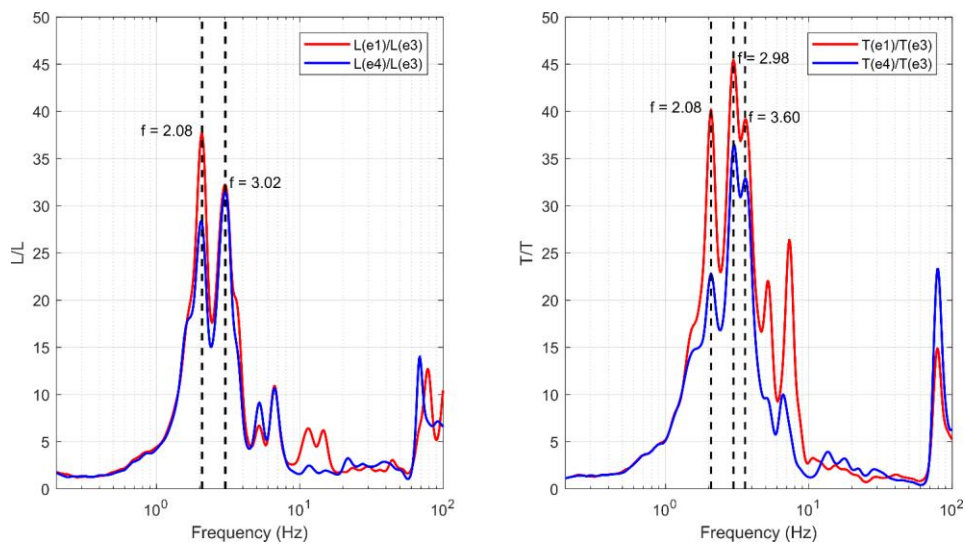 50
45
40
35
30
25
20
15
10
5
0
L/L
10⁰
10¹
10²
Frequency (Hz)
L(e1)/L(e3)
L(e4)/L(e3)
f = 2.08
f = 3.02
50
45
40
35
30
25
20
15
10
5
0
T/T
10⁰
10¹
10²
Frequency (Hz)
T(e1)/T(e3)
T(e4)/T(e3)
f = 2.98
f = 2.08
f = 3.60